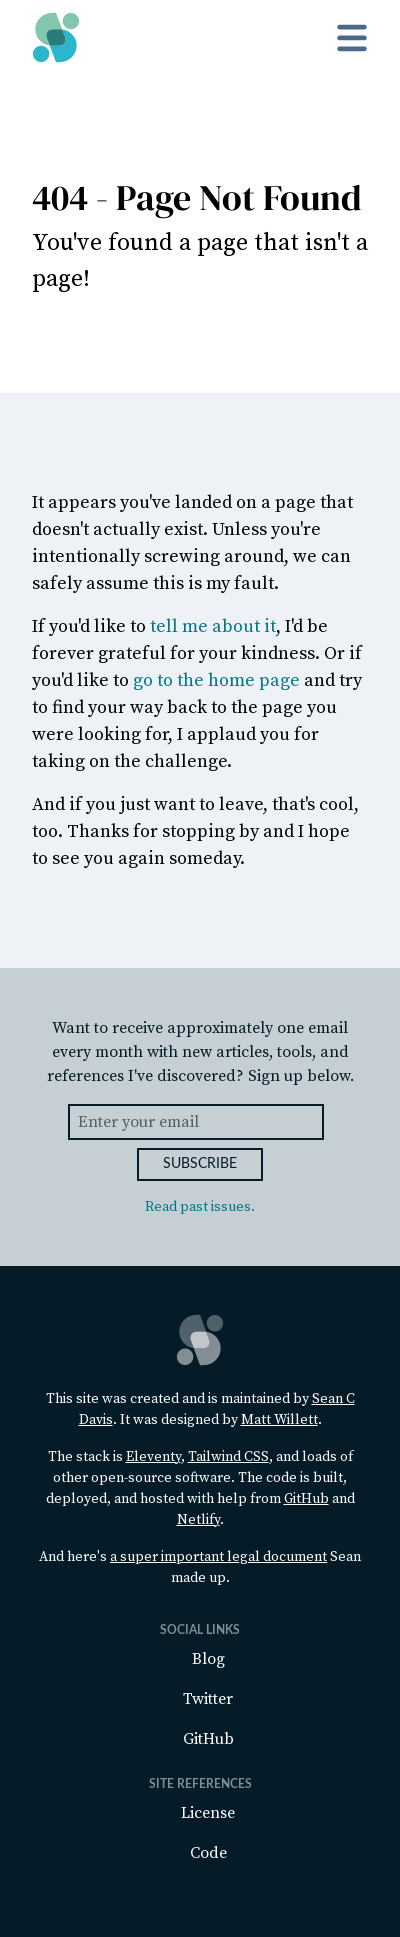 404 - Page Not Found
You've found a page that isn't a
page!
It appears you've landed on a page that
doesn't actually exist. Unless you're
intentionally screwing around, we can
safely assume this is my fault.
If you'd like to tell me about it, I'd be
forever grateful for your kindness. Or if
you'd like to go to the home page and try
to find your way back to the page you
were looking for, I applaud you for
taking on the challenge.
And if you just want to leave, that's cool,
too. Thanks for stopping by and I hope
to see you again someday.
Want to receive approximately one email
every month with new articles, tools, and
references I've discovered? Sign up below.
Enter your email
SUBSCRIBE
Read past issues.
This site was created and is maintained by Sean C
Davis. It was designed by Matt Willett.
The stack is Eleventy, Tailwind CSS, and loads of
other open-source software. The code is built,
deployed, and hosted with help from GitHub and
Netlify.
And here's a super important legal document Sean
made up.
SOCIAL LINKS
Blog
Twitter
GitHub
SITE REFERENCES
License
Code